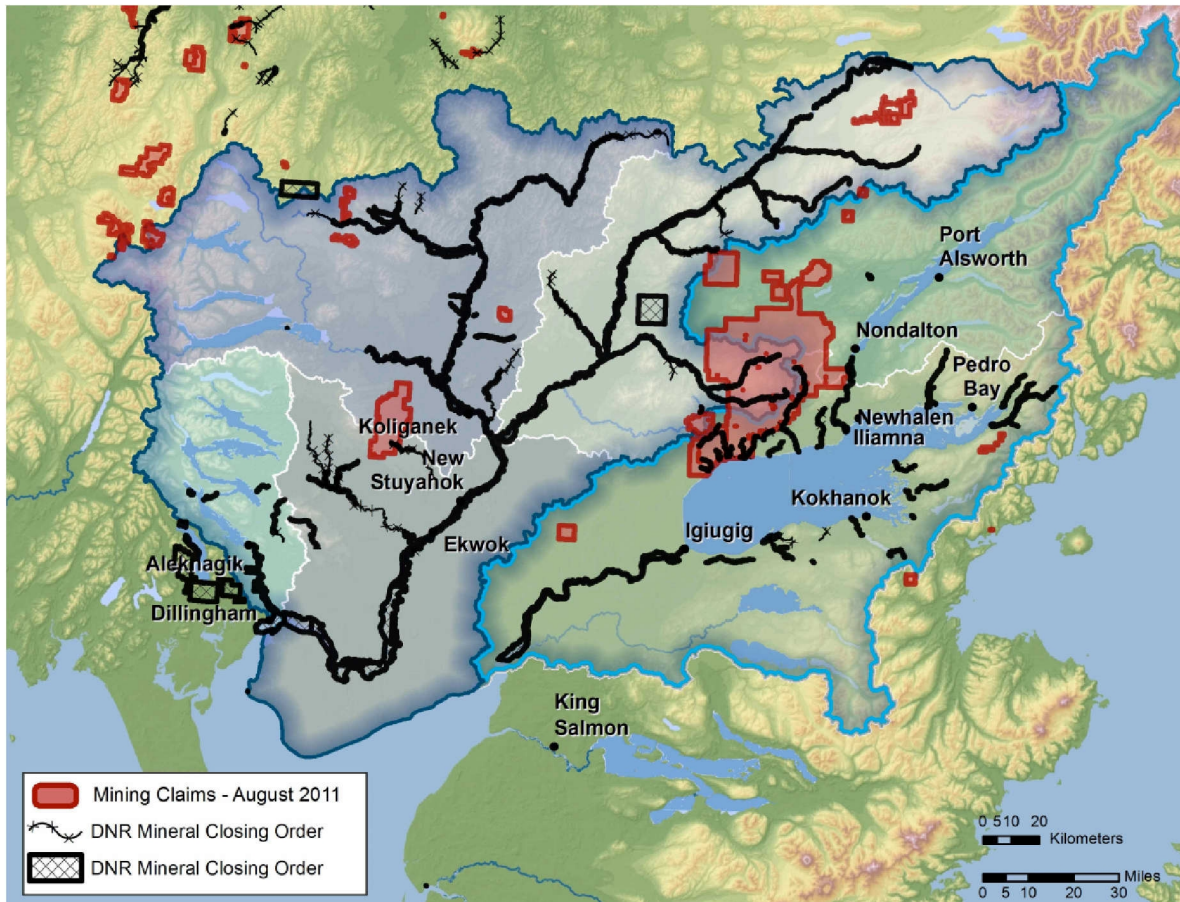 Port
Alsworth
Nondalton
Pedro
Bay
Koliganek
New
Stuyahok
Newhalen
Iliamna
Kokhanok
Igiugig
Ekwok
Aleknagik
Dillingham
King
Salmon
Mining Claims - August 2011
DNR Mineral Closing Order
DNR Mineral Closing Order
0 5 10 20
Kilometers
Miles
0 5 10 20 30